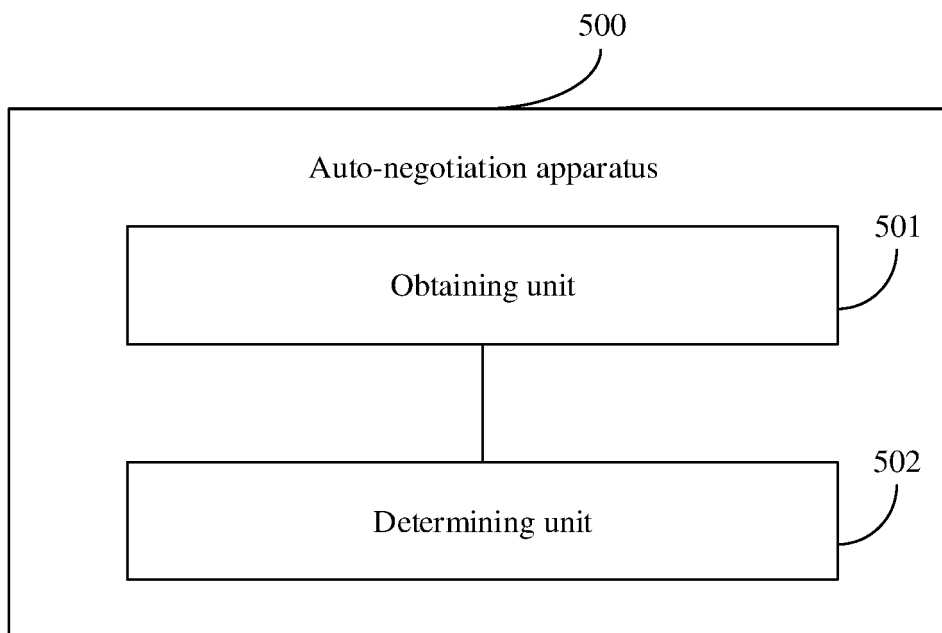 500
Auto-negotiation apparatus
501
Obtaining unit
502
Determining unit